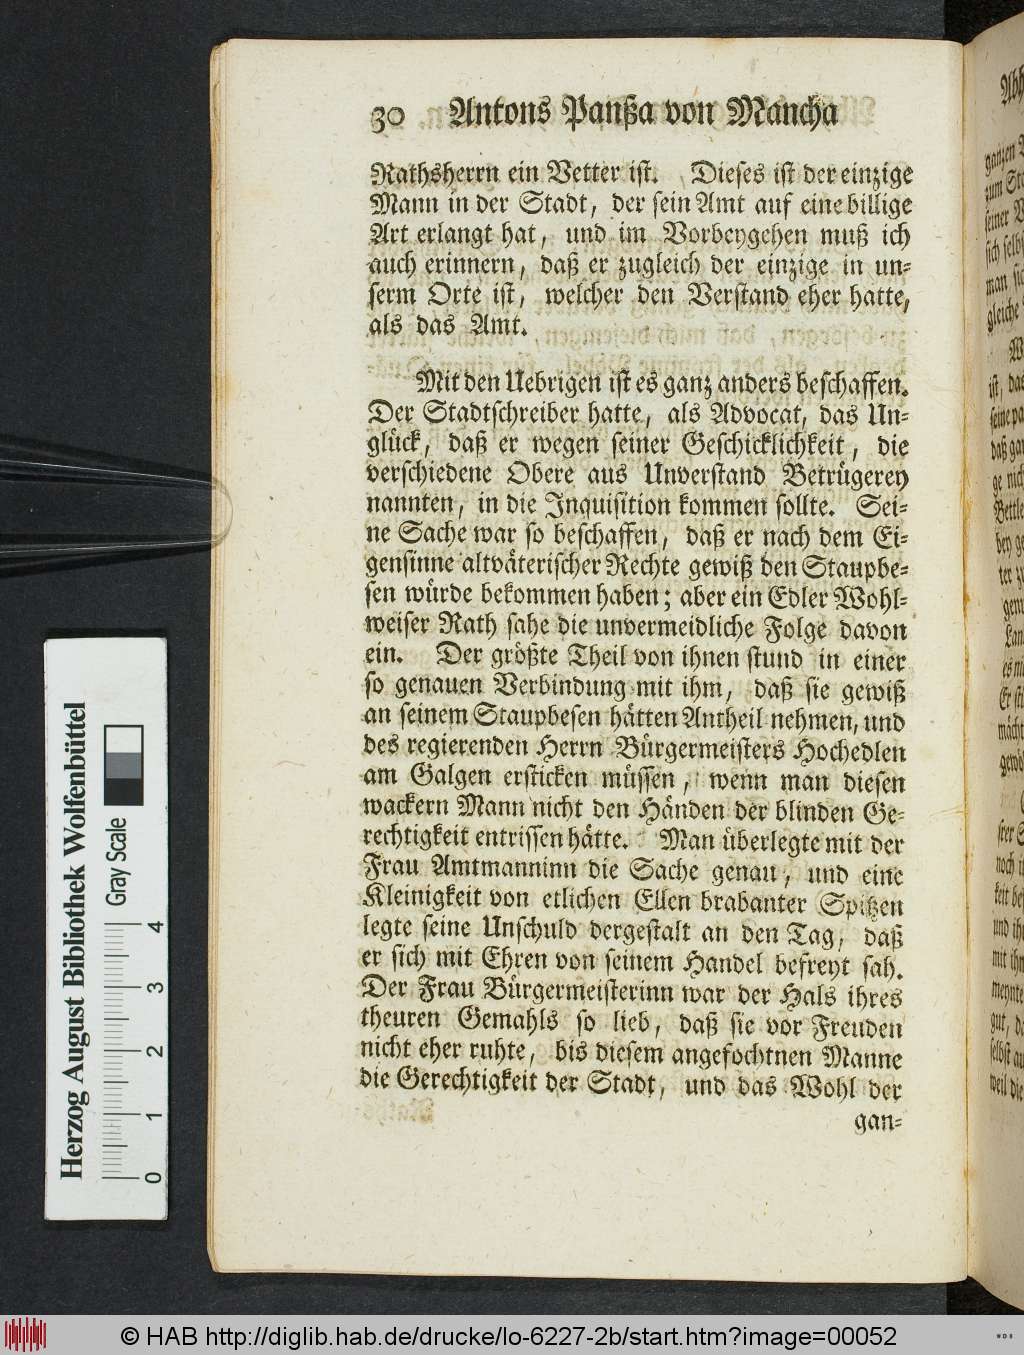 30 Antons Panßa von Mancha
Rathsherrn ein Vetter ist. Dieses ist der einzige
Mann in der Stadt, der sein Amt auf eine billige
Art erlangt hat, und im Vorbeygehen muß ich
auch erinnern, daß er zugleich der einzige in un-
serm Orte ist, welcher den Verstand eher hatte,
als das Amt.
Mit den Uebrigen ist es ganz anders beschaffen.
Der Stadtschreiber hatte, als Advocat, das Un-
glück, daß er wegen seiner Geschicklichkeit, die
verschiedene Obere aus Unverstand Betrügerey
nannten, in die Inquisition kommen sollte. Sei-
ne Sache war so beschaffen, daß er nach dem Ei-
gensinne altväterischer Rechte gewiß den Staupbe-
sen würde bekommen haben; aber ein Edler Wohl-
weiser Rath sahe die unvermeidliche Folge davon
ein. Der größte Theil von ihnen stund in einer
so genauen Verbindung mit ihm, daß sie gewiß
an seinem Staupbesen hätten Antheil nehmen, und
des regierenden Herrn Bürgermeisters Hochedlen
am Galgen ersticken müssen, wenn man diesen
wackern Mann nicht den Händen der blinden Ge-
rechtigkeit entrissen hätte. Man überlegte mit der
Frau Amtmanninn die Sache genau, und eine
Kleinigkeit von etlichen Ellen brabanter Spitzen
legte seine Unschuld dergestalt an den Tag, daß
er sich mit Ehren von seinem Handel befreyt sah.
Der Frau Bürgermeisterinn war der Hals ihres
theuren Gemahls so lieb, daß sie vor Freuden
nicht eher ruhte, bis diesem angefochtnen Manne
die Gerechtigkeit der Stadt, und das Wohl der
gan-
Herzog August Bibliothek Wolfenbüttel
Gray Scale
0 1 2 3 4
© HAB http://diglib.hab.de/drucke/lo-6227-2b/start.htm?image=00052